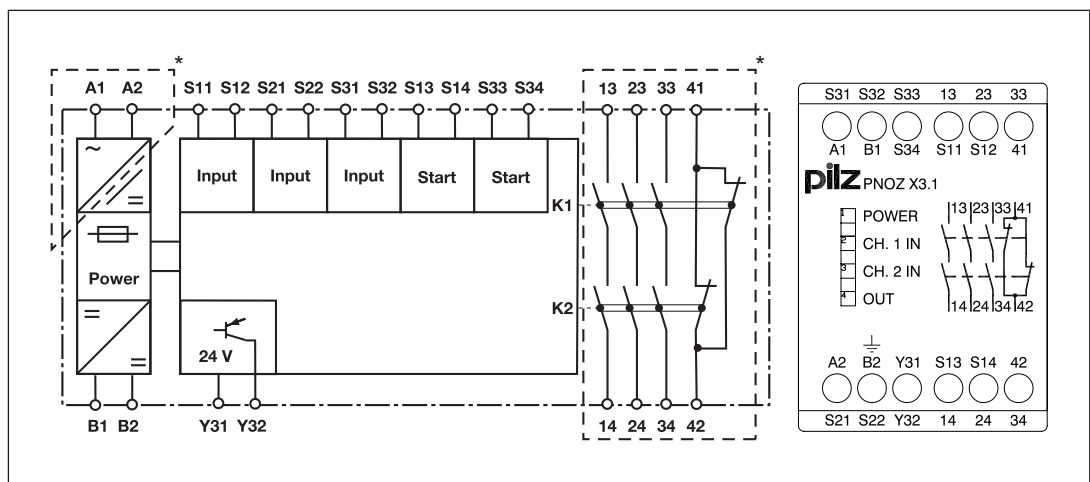 * *
A1 A2 S11 S12 S21 S22 S31 S32 S13 S14 S33 S34 13 23 33 41
~
=
Input Input Input Start Start
K1
Power
K2
=
=
24 V
B1 B2 Y31 Y32 14 24 34 42
S31 S32 S33 13 23 33
A1 B1 S34 S11 S12 41
pilz PNOZ X3.1
1 POWER
2 CH. 1 IN
3 CH. 2 IN
4 OUT
13 23 33 41
14 24 34 42
A2 B2 Y31 S13 S14 42
S21 S22 Y32 14 24 34